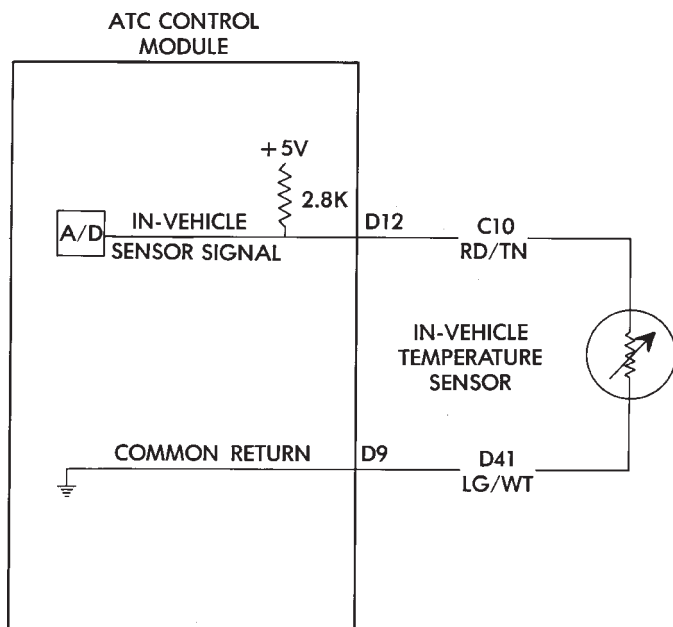 ATC CONTROL
MODULE
+5V
2.8K
A/D
IN-VEHICLE
SENSOR SIGNAL
D12
C10
RD/TN
IN-VEHICLE
TEMPERATURE
SENSOR
COMMON RETURN
D9
D41
LG/WT